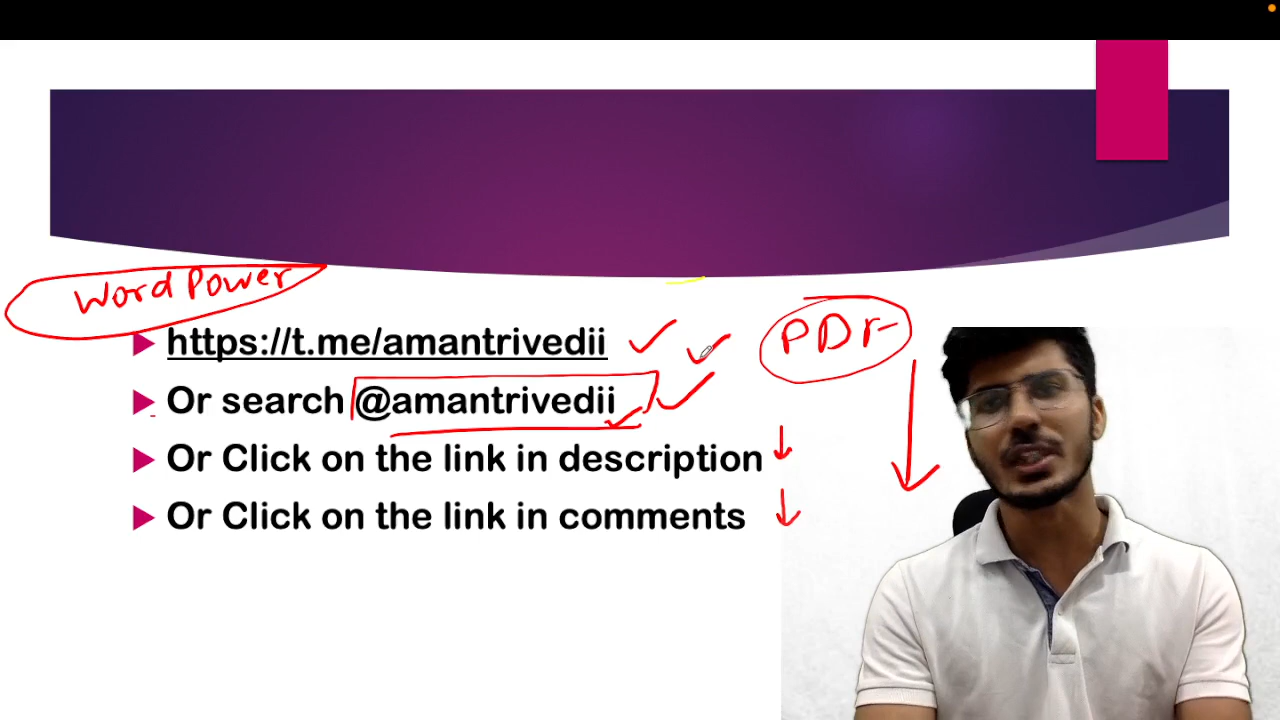 Word Power
https://t.me/amantrivedii
PDF
Or search @amantrivedii
Or Click on the link in description
Or Click on the link in comments